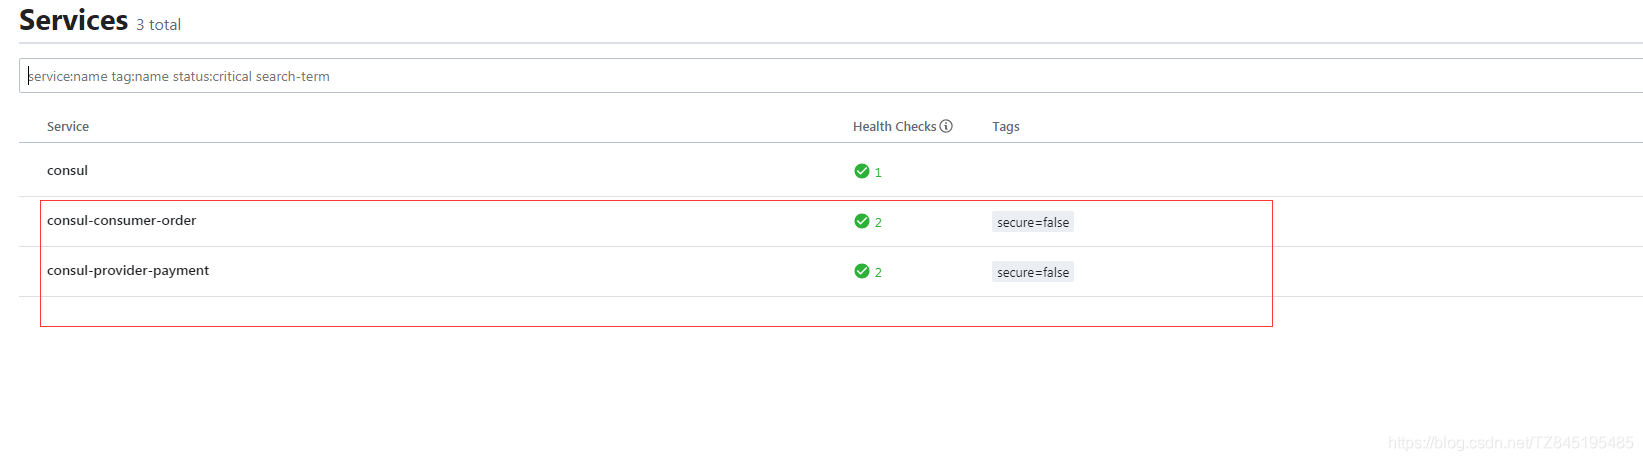 Services 3 total
service:name tag:name status:critical search-term
Service Health Checks Tags
consul 1
consul-consumer-order 2 secure=false
consul-provider-payment 2 secure=false
https://blog.csdn.net/TZ845195485